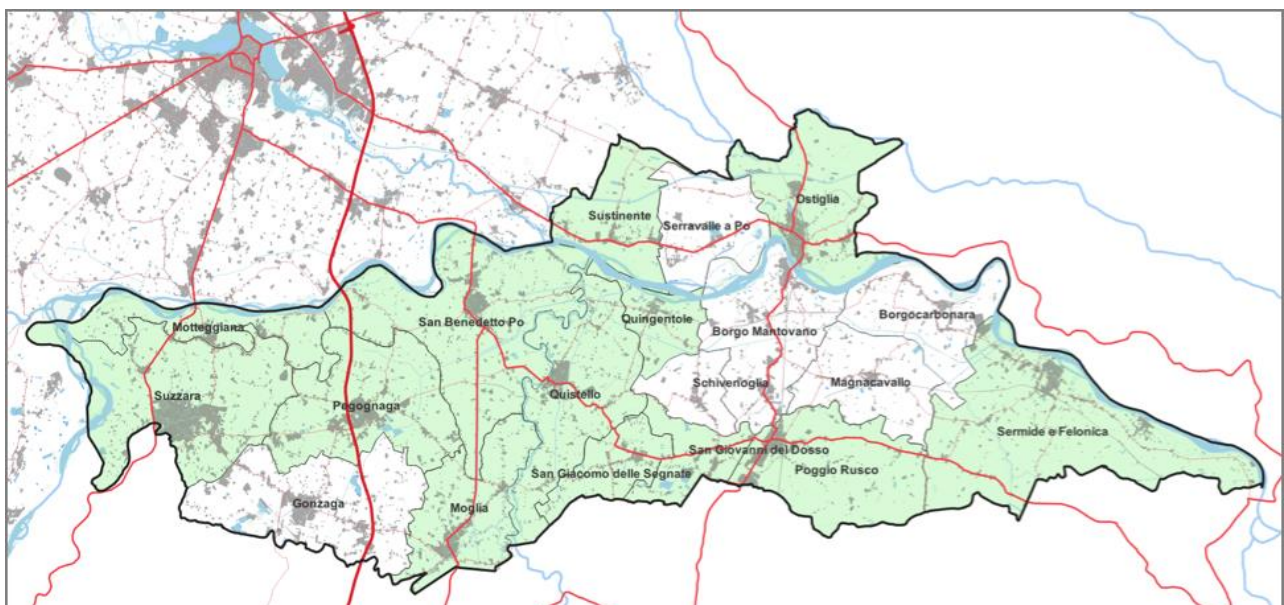 Ostiglia
Sustinente
Serravalle a Po
Borgocarbonara
Quingentole
San Benedetto Po
Motteggiana
Borgo Mantovano
Schivenoglia
Magnacavallo
Quistello
Suzzara
Pegognaga
Sermide e Felonica
San Giovanni del Dosso
Poggio Rusco
San Giacomo delle Segnate
Gonzaga
Moglia